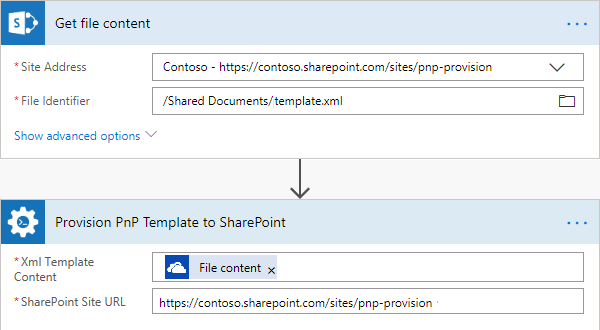 Get file content
* Site Address
Contoso - https://contoso.sharepoint.com/sites/pnp-provision
* File Identifier
/Shared Documents/template.xml
Show advanced options
Provision PnP Template to SharePoint
* Xml Template
Content
File content ×
* SharePoint Site URL
https://contoso.sharepoint.com/sites/pnp-provision